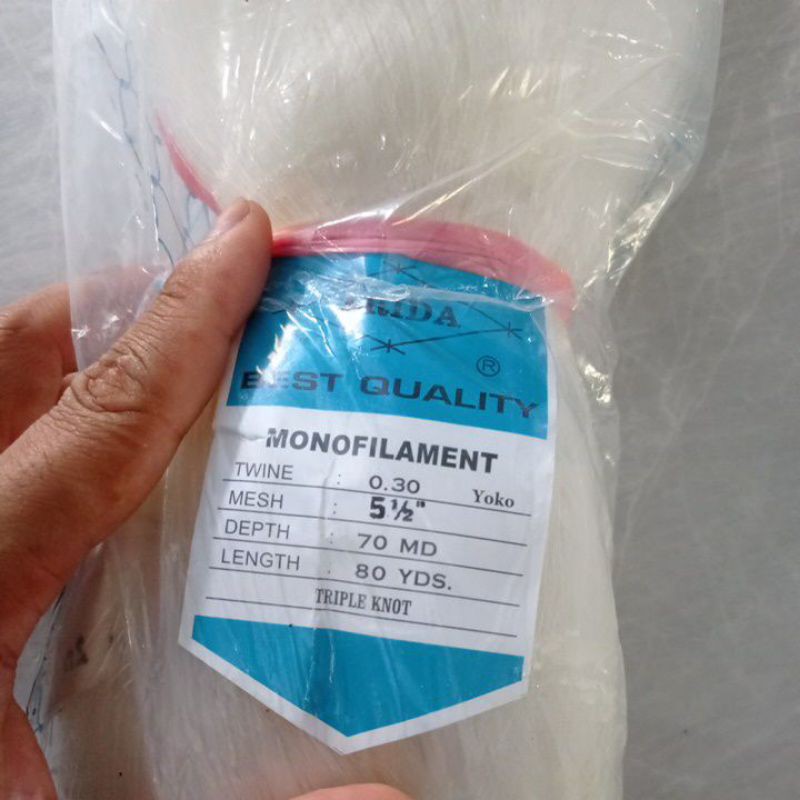 BEST QUALITY
MONOFILAMENT
TWINE : 0.30 Yoko
MESH : 5½"
DEPTH : 70 MD
LENGTH : 80 YDS.
TRIPLE KNOT